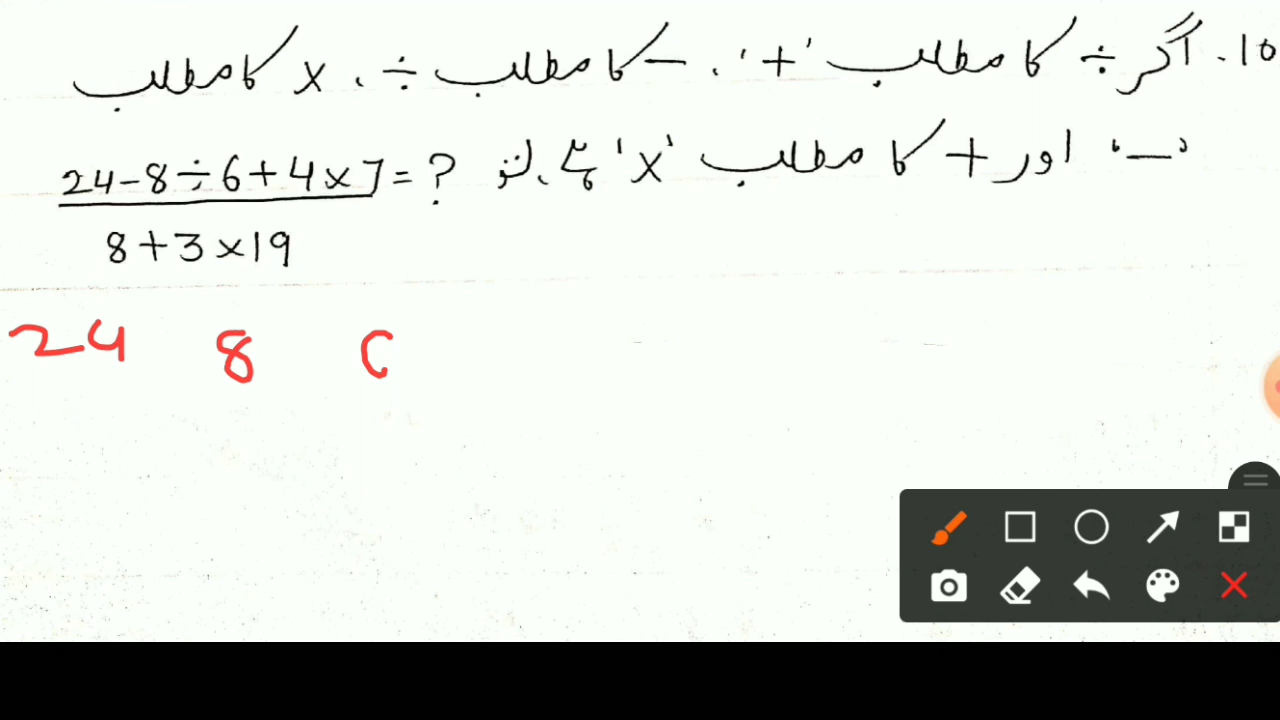 10. اگر ÷ کا مطلب '+'، − کا مطلب ÷، x کا مطلب
'−' اور + کا مطلب 'x' ہے، تو
24−8÷6+4x7 = ?
8+3x19
24 8